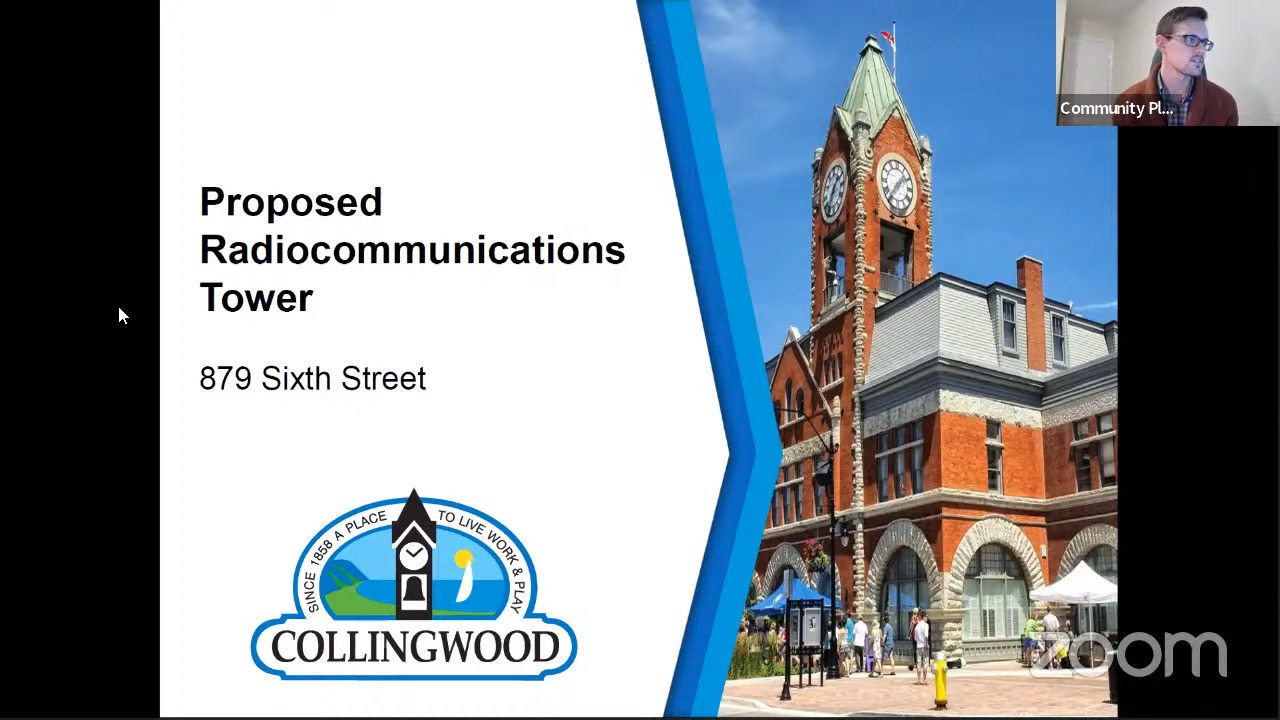 Community Pl...
Proposed
Radiocommunications
Tower
879 Sixth Street
SINCE 1858 A PLACE TO LIVE WORK & PLAY
COLLINGWOOD
zoom